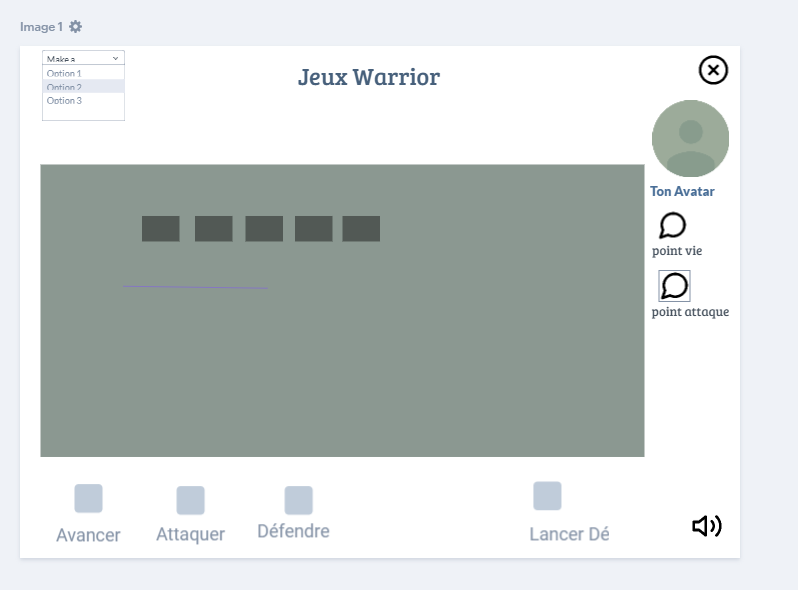 Image 1
Make a
Option 1
Option 2
Option 3
Jeux Warrior
Ton Avatar
point vie
point attaque
Avancer
Attaquer
Défendre
Lancer Dé